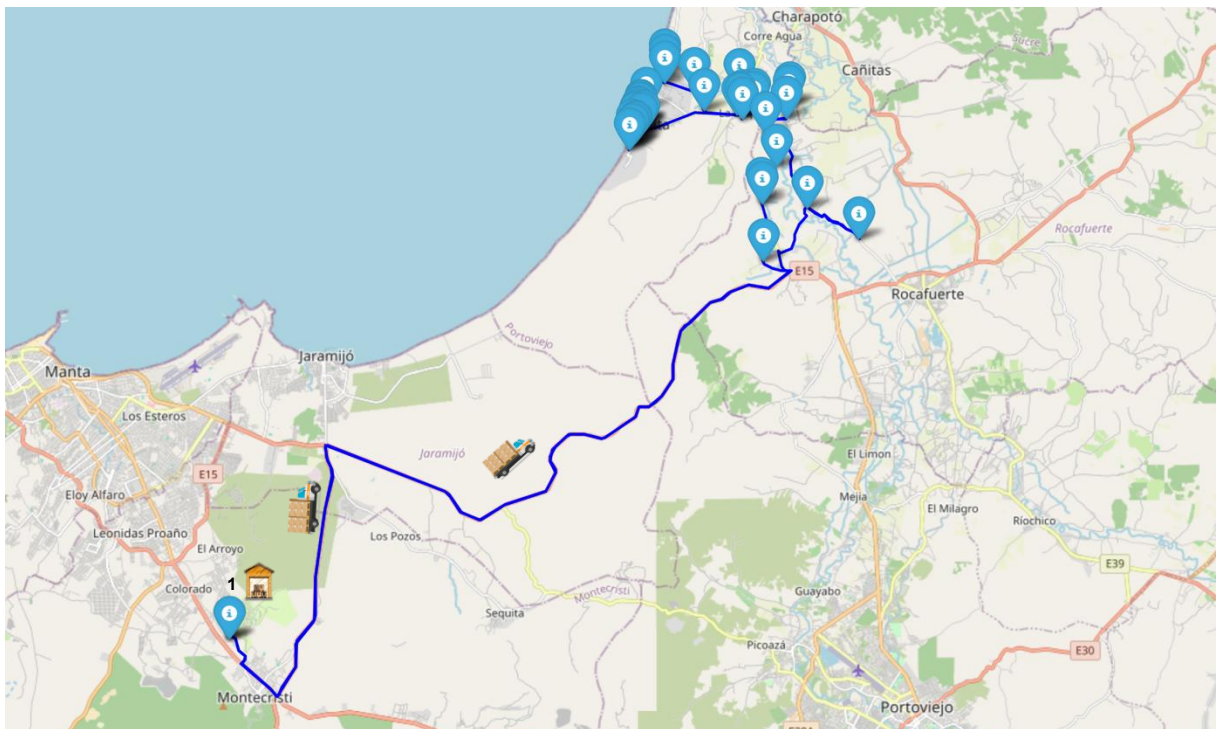 Charapotó
Corre Agua
Sucre
Cañitas
Rocafuerte
E15
Rocafuerte
Portoviejo
Jaramijó
Manta
Los Esteros
Jaramijó
El Limon
E15
Eloy Alfaro
Mejia
El Milagro
Leonidas Proaño
Riochico
Los Pozos
El Arroyo
E39
1
Colorado
Montecristi
Guayabo
Sequita
Picoazá
E30
Montecristi
Portoviejo